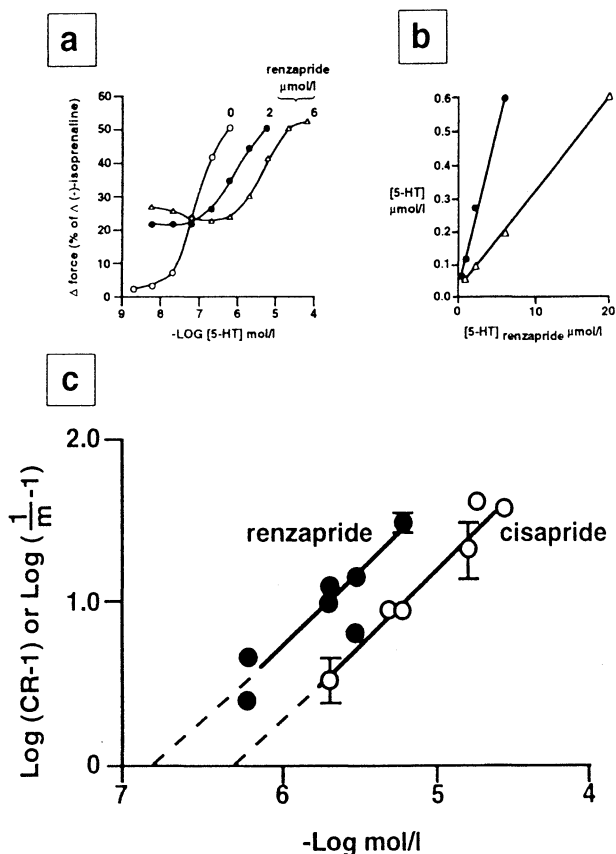 a
renzapride
µmol/l
0 2 6
Δ force (% of Δ (-)-isoprenaline)
60
50
40
30
20
10
0
9 8 7 6 5 4
-LOG [5-HT] mol/l
b
[5-HT]
µmol/l
0.6
0.5
0.4
0.3
0.2
0.1
0.0
0 10 20
[5-HT] renzapride µmol/l
c
Log (CR-1) or Log (1/m -1)
2.0
1.0
0
renzapride
cisapride
7 6 5 4
-Log mol/l